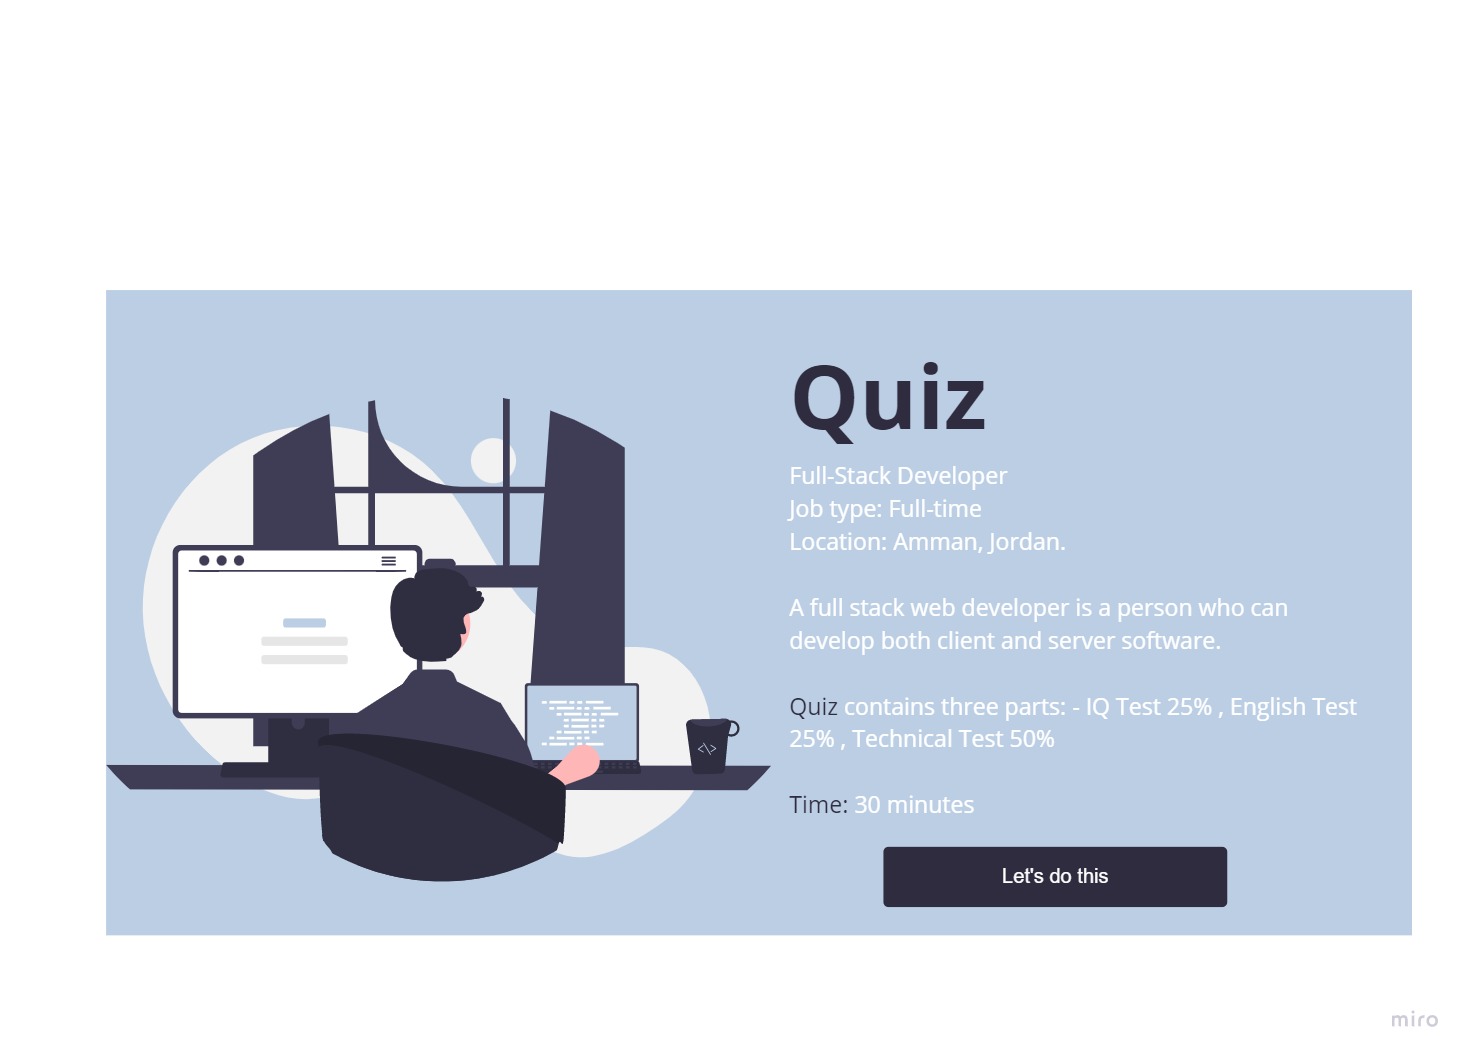 Quiz
Full-Stack Developer
Job type: Full-time
Location: Amman, Jordan.
A full stack web developer is a person who can
develop both client and server software.
Quiz contains three parts: - IQ Test 25% , English Test
25% , Technical Test 50%
Time: 30 minutes
Let's do this
<\>
miro